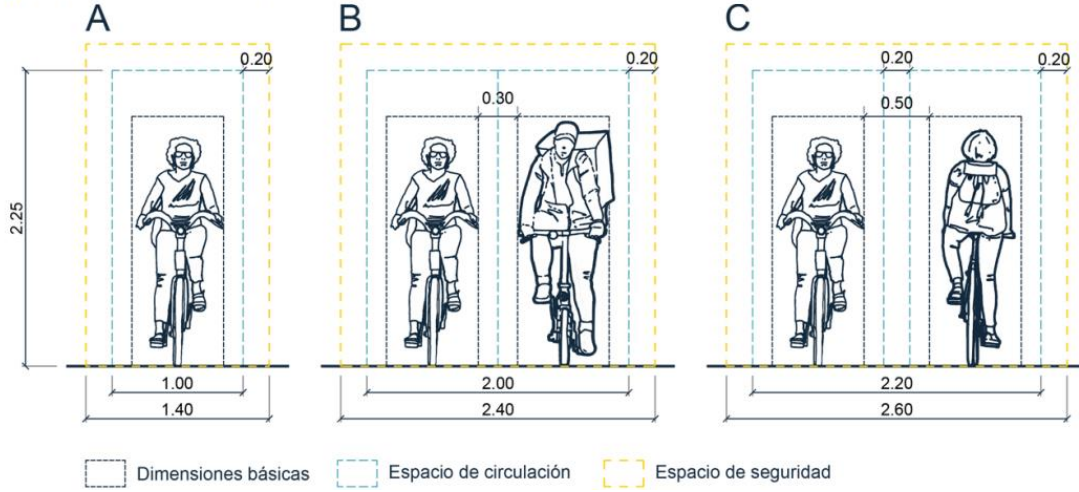 A
B
C
0.20
0.20
0.20
0.20
0.30
0.50
2.25
1.00
2.00
2.20
1.40
2.40
2.60
Dimensiones básicas
Espacio de circulación
Espacio de seguridad